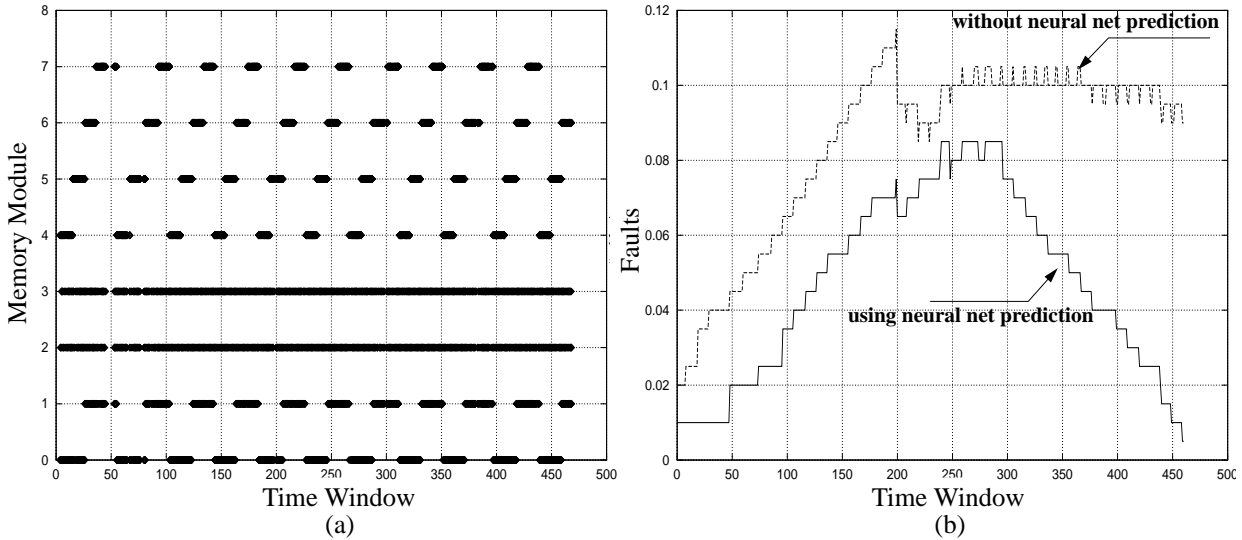 8
7
6
5
4
3
2
1
0
Memory Module
0 50 100 150 200 250 300 350 400 450 500
Time Window
(a)
0.12
0.1
0.08
0.06
0.04
0.02
0
Faults
without neural net prediction
using neural net prediction
0 50 100 150 200 250 300 350 400 450 500
Time Window
(b)